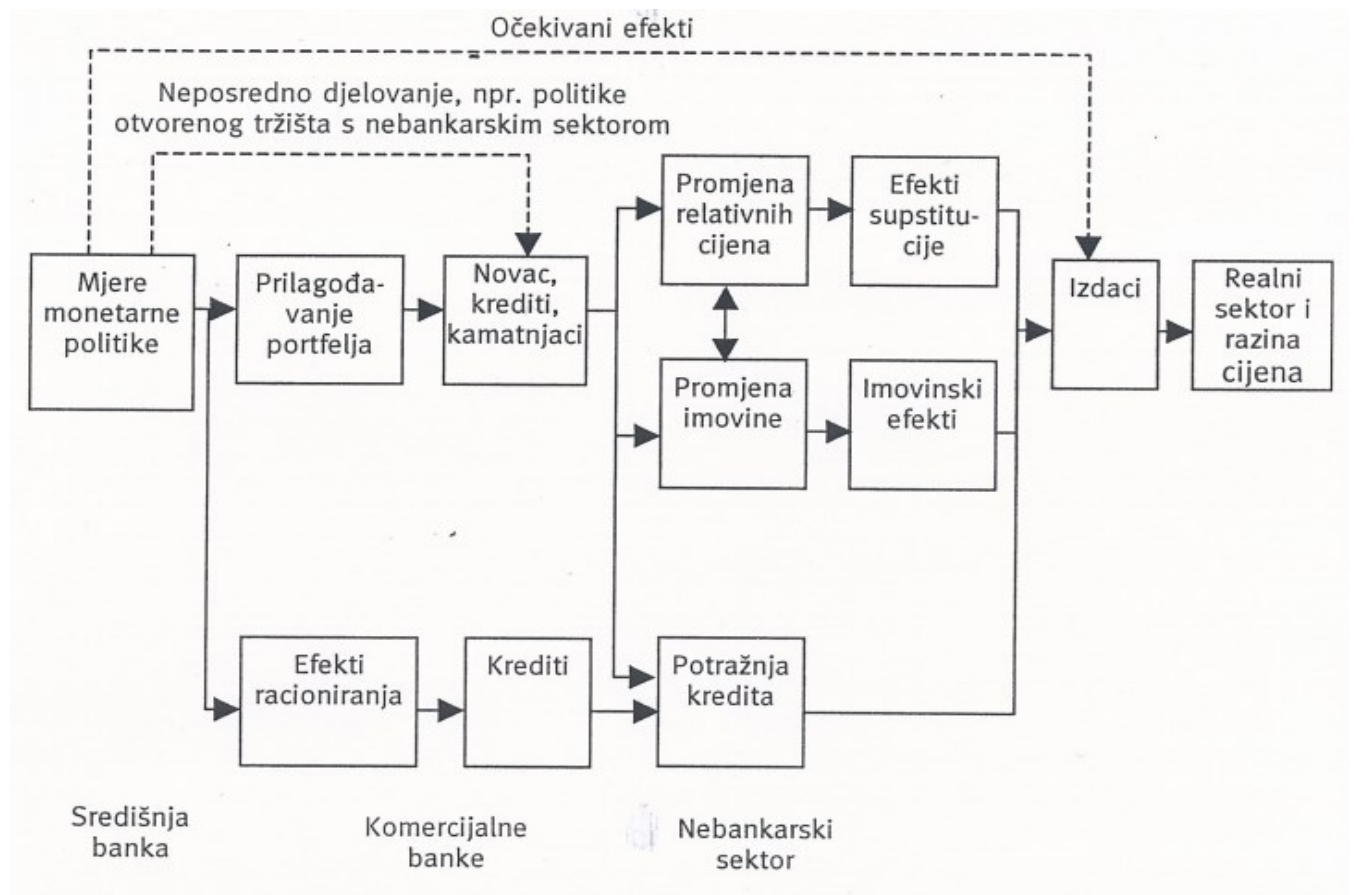 Očekivani efekti
Neposredno djelovanje, npr. politike
otvorenog tržišta s nebankarskim sektorom
Mjere
monetarne
politike
Prilagođa-
vanje
portfelja
Novac,
krediti,
kamatnjaci
Promjena
relativnih
cijena
Efekti
supstitu-
cije
Promjena
imovine
Imovinski
efekti
Izdaci
Realni
sektor i
razina
cijena
Efekti
racioniranja
Krediti
Potražnja
kredita
Središnja
banka
Komercijalne
banke
Nebankarski
sektor